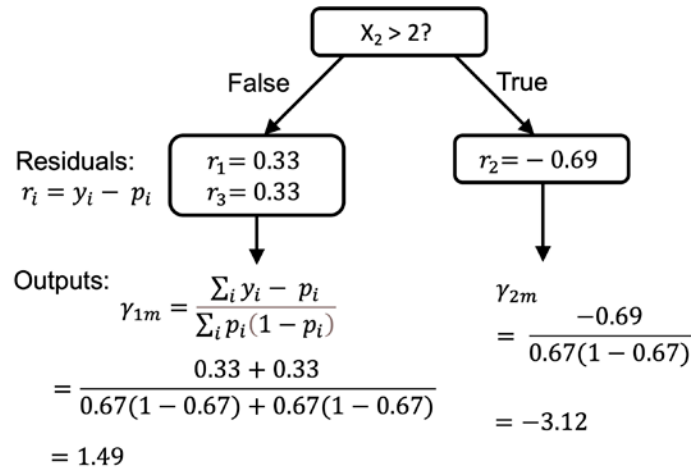 X₂ > 2?
False
True
Residuals:
rᵢ = yᵢ − pᵢ
r₁= 0.33
r₃= 0.33
r₂= − 0.69
Outputs:
γ₁ₘ = ∑ᵢ yᵢ − pᵢ / ∑ᵢ pᵢ(1 − pᵢ)
= 0.33 + 0.33 / 0.67(1 − 0.67) + 0.67(1 − 0.67)
= 1.49
γ₂ₘ
= −0.69 / 0.67(1 − 0.67)
= −3.12